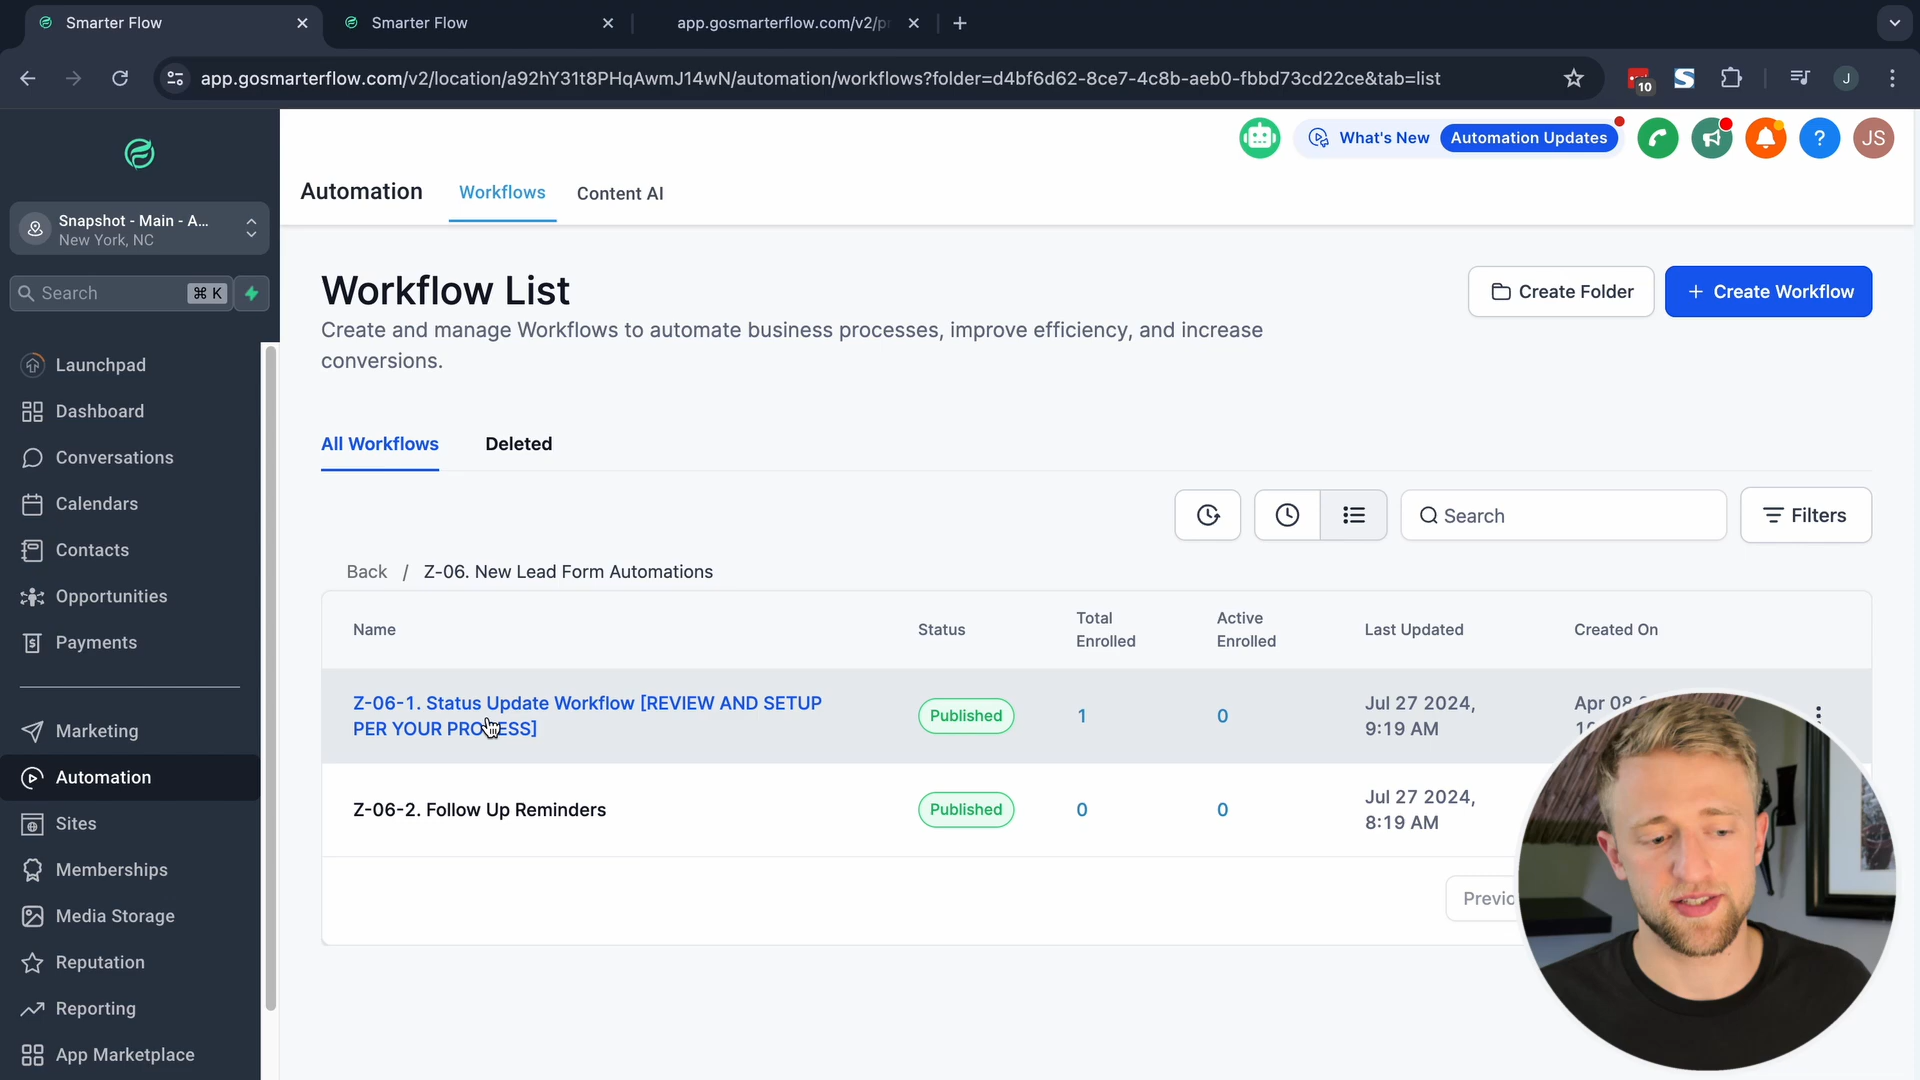 Smarter Flow
Smarter Flow
app.gosmarterflow.com/v2/pr
app.gosmarterflow.com/v2/location/a92hY31t8PHqAwmJ14wN/automation/workflows?folder=d4bf6d62-8ce7-4c8b-aeb0-fbbd73cd22ce&tab=list
10
J
What's New
Automation Updates
?
JS
Automation
Workflows
Content AI
Snapshot - Main - A...
New York, NC
Search
⌘ K
Launchpad
Dashboard
Conversations
Calendars
Contacts
Opportunities
Payments
Marketing
Automation
Sites
Memberships
Media Storage
Reputation
Reporting
App Marketplace
Workflow List
Create and manage Workflows to automate business processes, improve efficiency, and increase
conversions.
Create Folder
+ Create Workflow
All Workflows
Deleted
Search
Filters
Back / Z-06. New Lead Form Automations
Name
Status
Total
Enrolled
Active
Enrolled
Last Updated
Created On
Z-06-1. Status Update Workflow [REVIEW AND SETUP
PER YOUR PROCESS]
Published
1
0
Jul 27 2024,
9:19 AM
Apr 08
Z-06-2. Follow Up Reminders
Published
0
0
Jul 27 2024,
8:19 AM
Previo